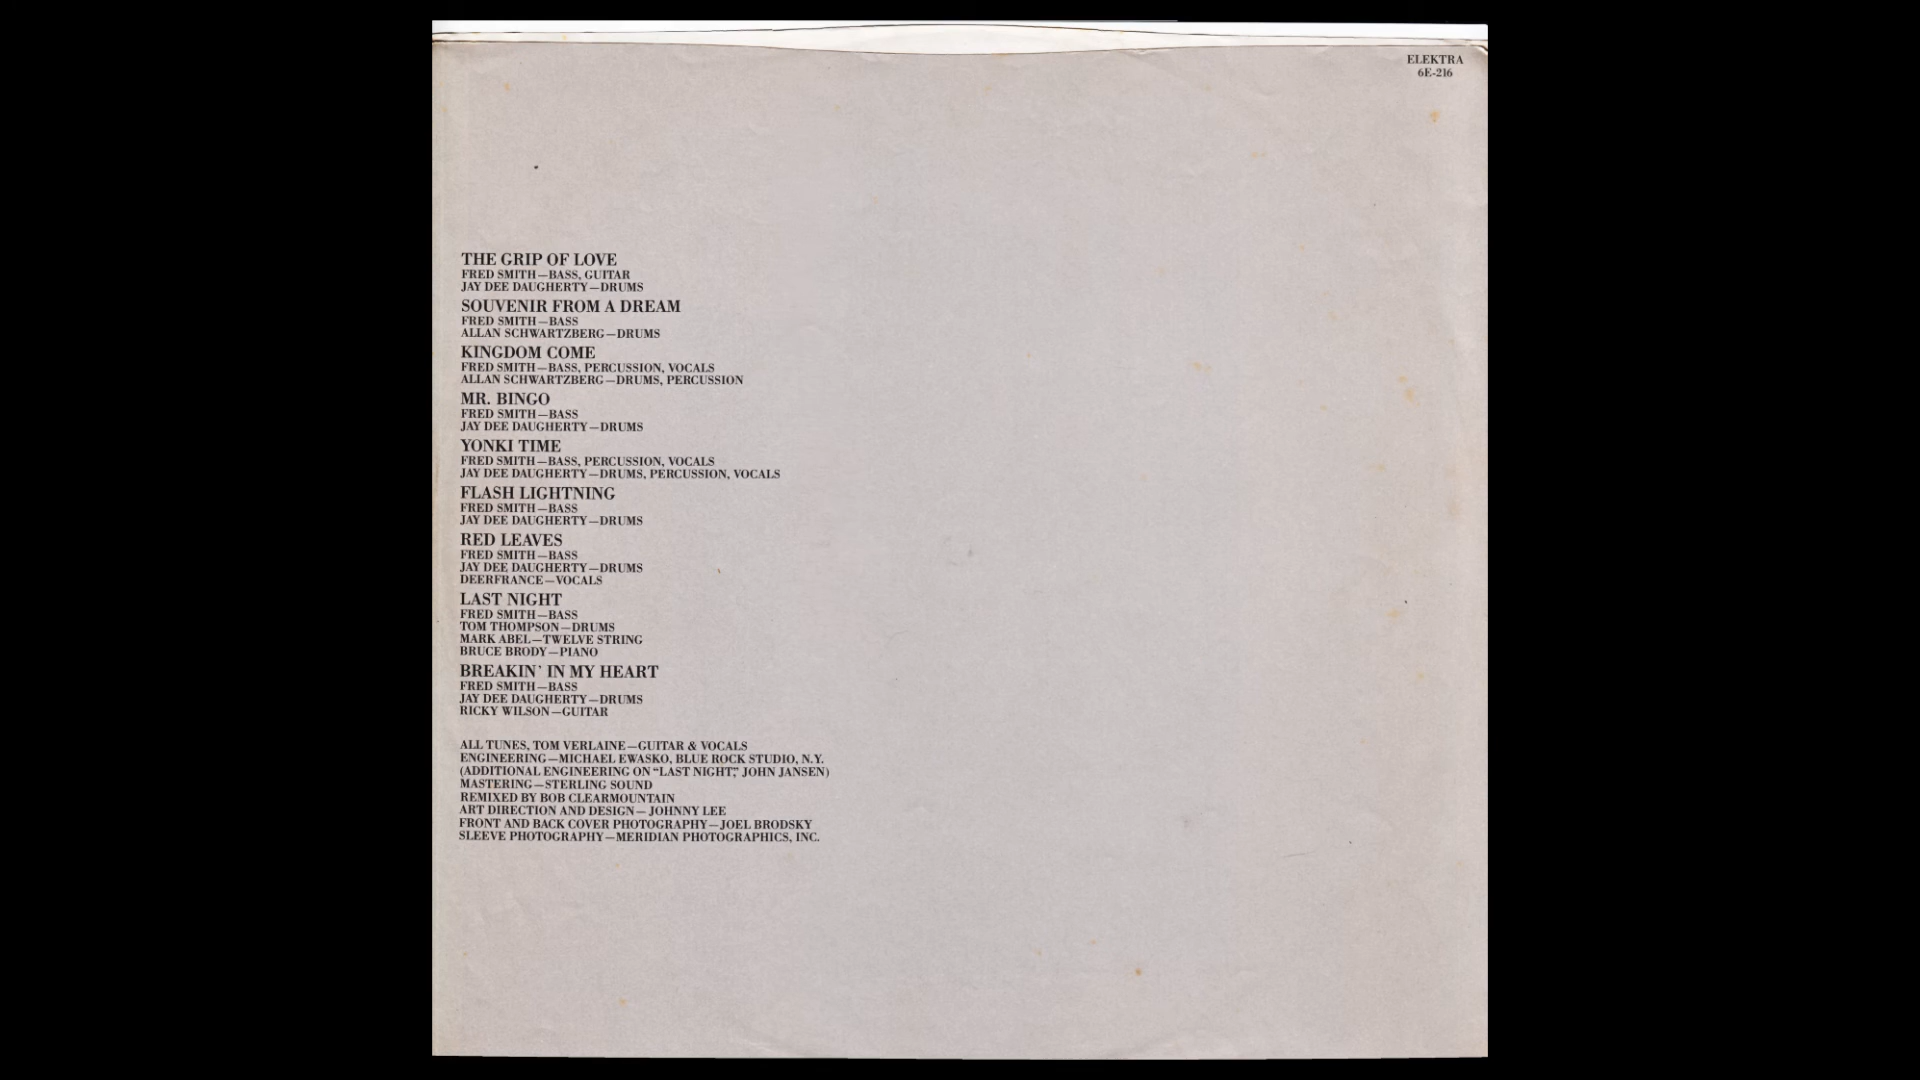 ELEKTRA
6E-216
THE GRIP OF LOVE
FRED SMITH—BASS, GUITAR
JAY DEE DAUGHERTY—DRUMS
SOUVENIR FROM A DREAM
FRED SMITH—BASS
ALLAN SCHWARTZBERG—DRUMS
KINGDOM COME
FRED SMITH—BASS, PERCUSSION, VOCALS
ALLAN SCHWARTZBERG—DRUMS, PERCUSSION
MR. BINGO
FRED SMITH—BASS
JAY DEE DAUGHERTY—DRUMS
YONKI TIME
FRED SMITH—BASS, PERCUSSION, VOCALS
JAY DEE DAUGHERTY—DRUMS, PERCUSSION, VOCALS
FLASH LIGHTNING
FRED SMITH—BASS
JAY DEE DAUGHERTY—DRUMS
RED LEAVES
FRED SMITH—BASS
JAY DEE DAUGHERTY—DRUMS
DEERFRANCE—VOCALS
LAST NIGHT
FRED SMITH—BASS
TOM THOMPSON—DRUMS
MARK ABEL—TWELVE STRING
BRUCE BRODY—PIANO
BREAKIN' IN MY HEART
FRED SMITH—BASS
JAY DEE DAUGHERTY—DRUMS
RICKY WILSON—GUITAR
ALL TUNES, TOM VERLAINE—GUITAR & VOCALS
ENGINEERING—MICHAEL EWASKO, BLUE ROCK STUDIO, N.Y.
(ADDITIONAL ENGINEERING ON “LAST NIGHT,” JOHN JANSEN)
MASTERING—STERLING SOUND
REMIXED BY BOB CLEARMOUNTAIN
ART DIRECTION AND DESIGN—JOHNNY LEE
FRONT AND BACK COVER PHOTOGRAPHY—JOEL BRODSKY
SLEEVE PHOTOGRAPHY—MERIDIAN PHOTOGRAPHICS, INC.